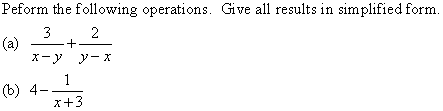 Peform the following operations. Give all results in simplified form.
(a) 3/(x-y) + 2/(y-x)
(b) 4 - 1/(x+3)